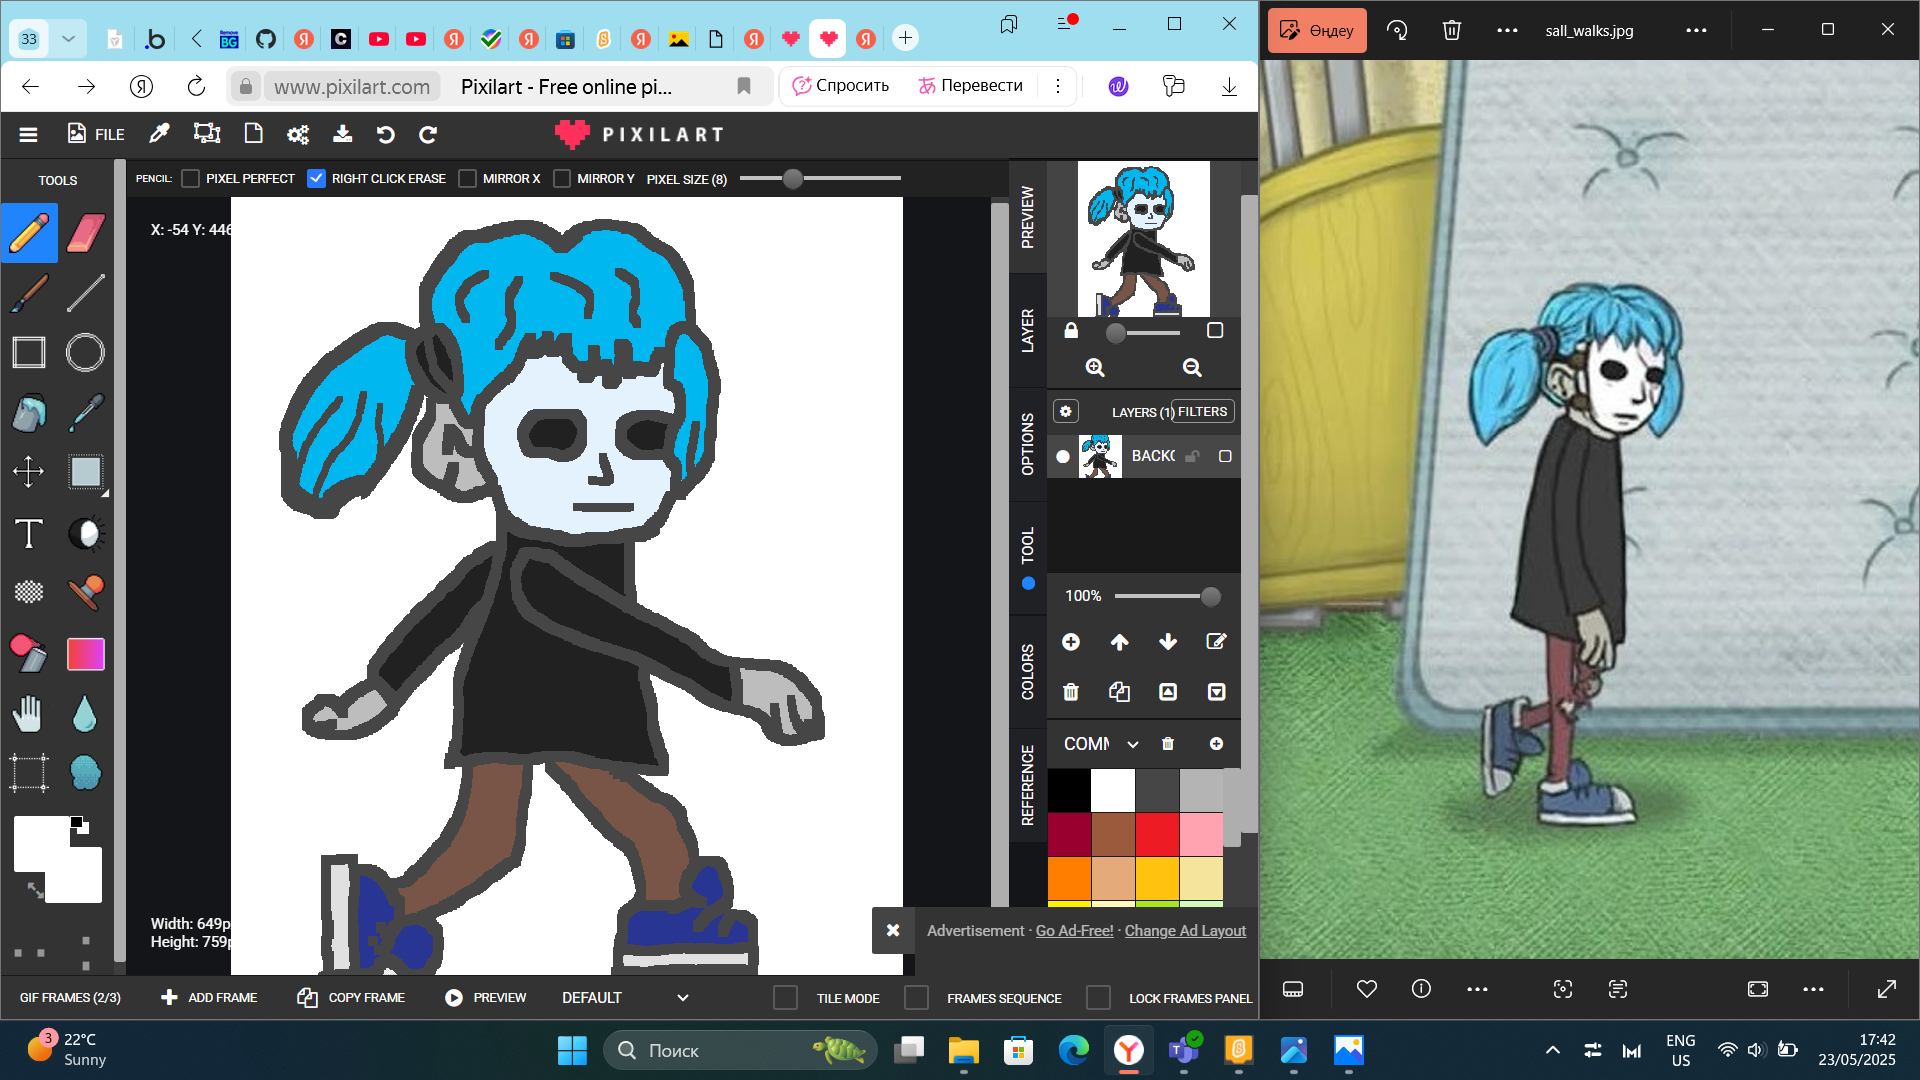 33
www.pixilart.com
Pixilart - Free online pi...
Спросить
Перевести
FILE
PIXILART
TOOLS
PENCIL:
PIXEL PERFECT
RIGHT CLICK ERASE
MIRROR X
MIRROR Y
PIXEL SIZE (8)
X: -54 Y: 446
PREVIEW
LAYER
OPTIONS
TOOL
COLORS
REFERENCE
LAYERS (1)
FILTERS
BACK
100%
COMM
Width: 649p
Height: 759p
Advertisement · Go Ad-Free! · Change Ad Layout
GIF FRAMES (2/3)
ADD FRAME
COPY FRAME
PREVIEW
DEFAULT
TILE MODE
FRAMES SEQUENCE
LOCK FRAMES PANEL
Өңдеу
sall_walks.jpg
3
22°C
Sunny
Поиск
ENG
US
17:42
23/05/2025